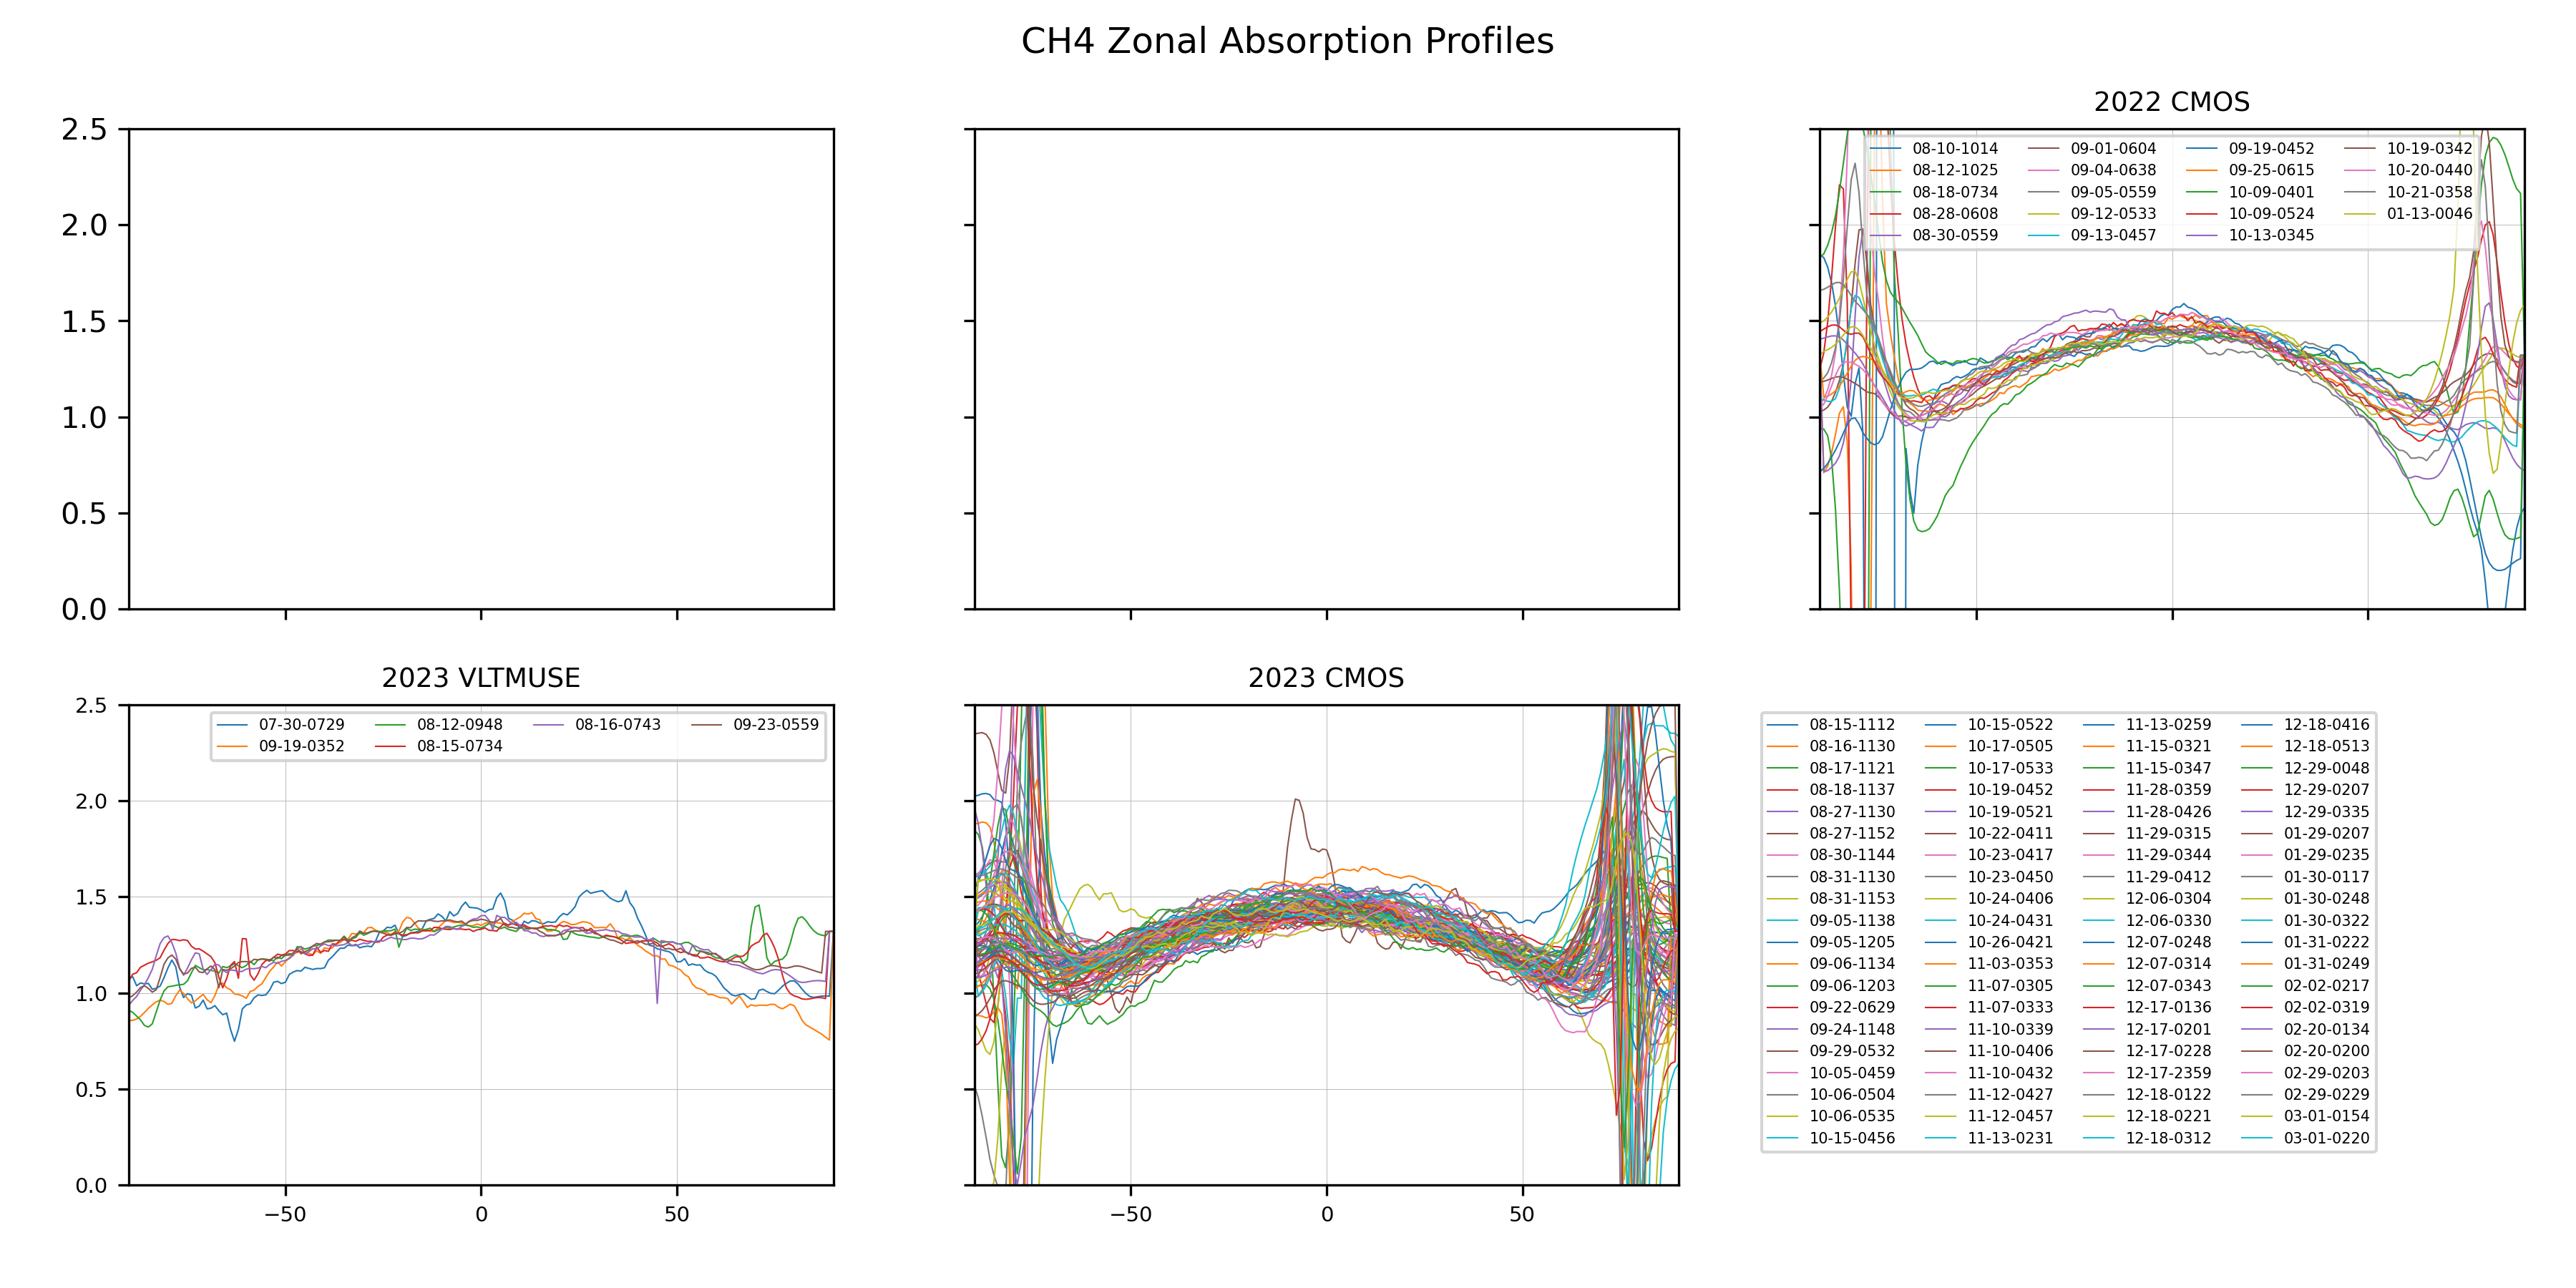 CH4 Zonal Absorption Profiles
2022 CMOS
2.5
2.0
1.5
1.0
0.5
0.0
08-10-1014 09-01-0604 09-19-0452 10-19-0342
08-12-1025 09-04-0638 09-25-0615 10-20-0440
08-18-0734 09-05-0559 10-09-0401 10-21-0358
08-28-0608 09-12-0533 10-09-0524 01-13-0046
08-30-0559 09-13-0457 10-13-0345
2023 VLTMUSE
2.5
2.0
1.5
1.0
0.5
0.0
07-30-0729 08-12-0948 08-16-0743 09-23-0559
09-19-0352 08-15-0734
−50 0 50
2023 CMOS
−50 0 50
08-15-1112 10-15-0522 11-13-0259 12-18-0416
08-16-1130 10-17-0505 11-15-0321 12-18-0513
08-17-1121 10-17-0533 11-15-0347 12-29-0048
08-18-1137 10-19-0452 11-28-0359 12-29-0207
08-27-1130 10-19-0521 11-28-0426 12-29-0335
08-27-1152 10-22-0411 11-29-0315 01-29-0207
08-30-1144 10-23-0417 11-29-0344 01-29-0235
08-31-1130 10-23-0450 11-29-0412 01-30-0117
08-31-1153 10-24-0406 12-06-0304 01-30-0248
09-05-1138 10-24-0431 12-06-0330 01-30-0322
09-05-1205 10-26-0421 12-07-0248 01-31-0222
09-06-1134 11-03-0353 12-07-0314 01-31-0249
09-06-1203 11-07-0305 12-07-0343 02-02-0217
09-22-0629 11-07-0333 12-17-0136 02-02-0319
09-24-1148 11-10-0339 12-17-0201 02-20-0134
09-29-0532 11-10-0406 12-17-0228 02-20-0200
10-05-0459 11-10-0432 12-17-2359 02-29-0203
10-06-0504 11-12-0427 12-18-0122 02-29-0229
10-06-0535 11-12-0457 12-18-0221 03-01-0154
10-15-0456 11-13-0231 12-18-0312 03-01-0220